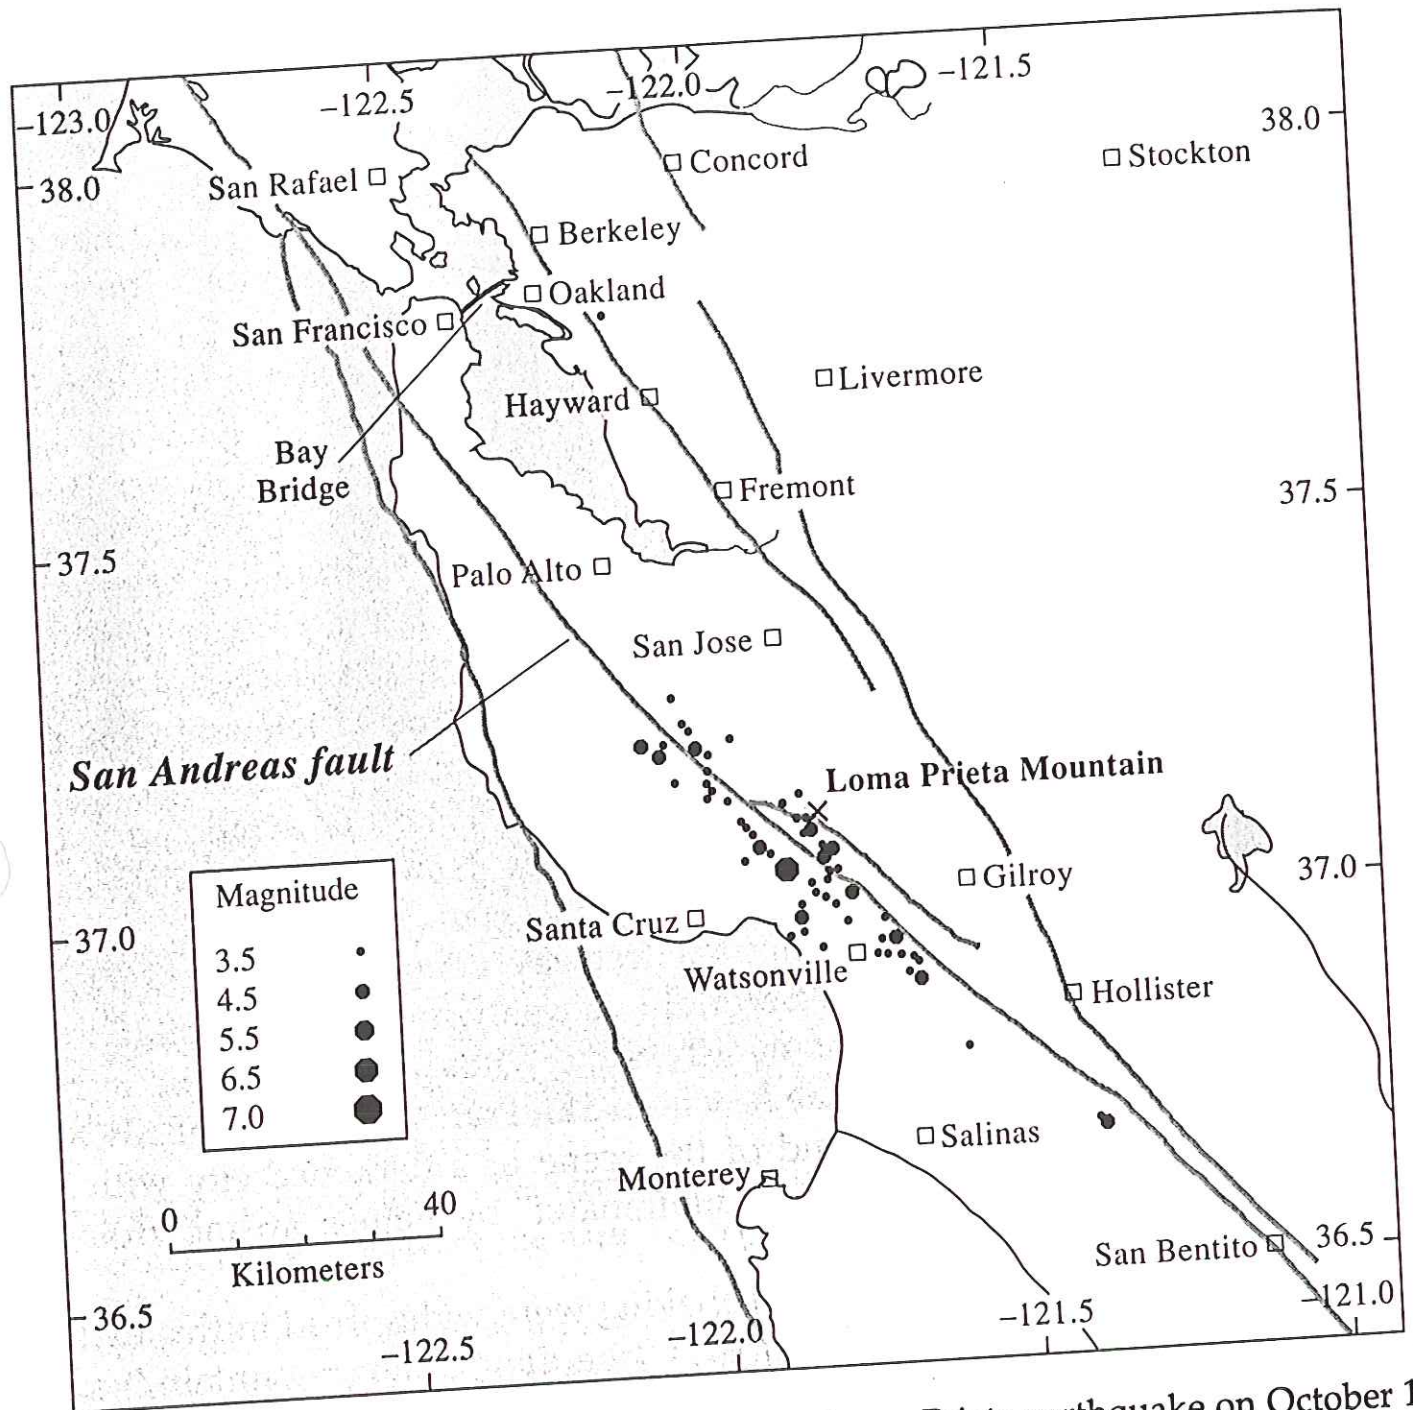 -121.5
-122.0
-122.5
-123.0
38.0
Stockton
Concord
San Rafael
38.0
Berkeley
Oakland
San Francisco
Livermore
Hayward
Bay
Bridge
Fremont
37.5
37.5
Palo Alto
San Jose
San Andreas fault
Loma Prieta Mountain
Gilroy
37.0
Magnitude
3.5
4.5
5.5
6.5
7.0
Santa Cruz
37.0
Watsonville
Hollister
Salinas
Monterey
0 40
Kilometers
San Bentito
36.5
-121.0
36.5
-121.5
-122.0
-122.5
earthquake on October